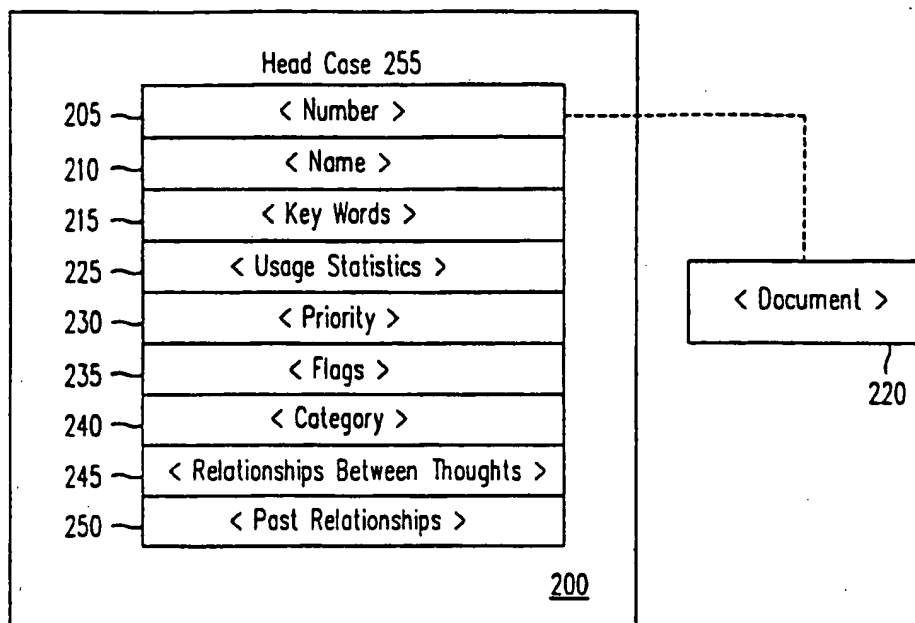 Head Case 255
205 < Number >
210 < Name >
215 < Key Words >
225 < Usage Statistics >
230 < Priority >
< Document >
235 < Flags >
220
240 < Category >
245 < Relationships Between Thoughts >
250 < Past Relationships >
200